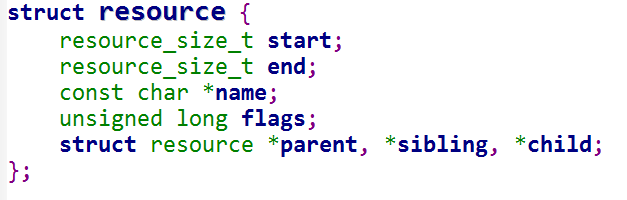 struct resource {
    resource_size_t start;
    resource_size_t end;
    const char *name;
    unsigned long flags;
    struct resource *parent, *sibling, *child;
};